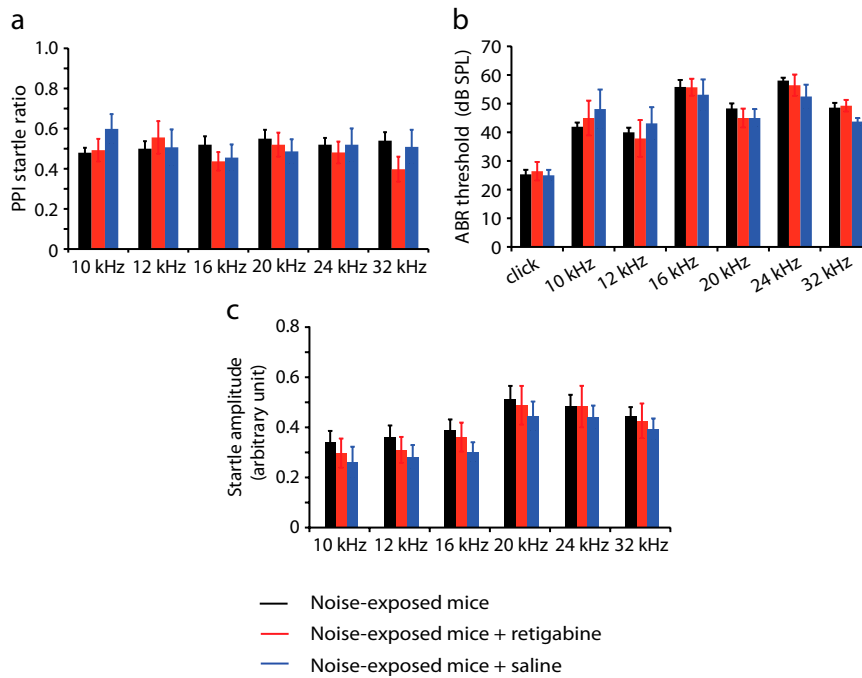 a
PPI startle ratio
1.0
0.8
0.6
0.4
0.2
0
10 kHz 12 kHz 16 kHz 20 kHz 24 kHz 32 kHz
b
ABR threshold (dB SPL)
70
60
50
40
30
20
10
0
click 10 kHz 12 kHz 16 kHz 20 kHz 24 kHz 32 kHz
c
Startle amplitude
(arbitrary unit)
0.8
0.6
0.4
0.2
0
10 kHz 12 kHz 16 kHz 20 kHz 24 kHz 32 kHz
Noise-exposed mice
Noise-exposed mice + retigabine
Noise-exposed mice + saline